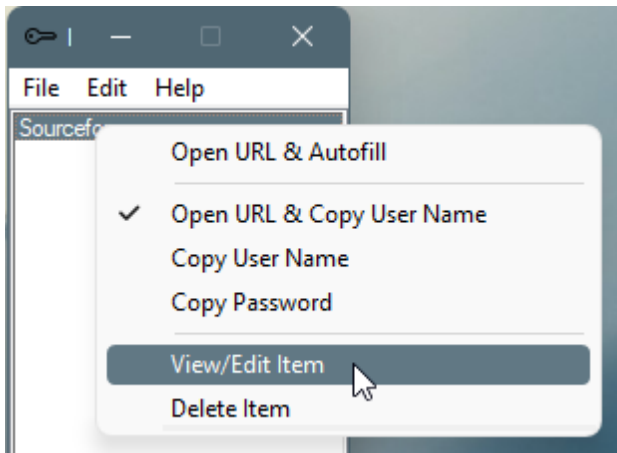 File Edit Help
Open URL & Autofill
Open URL & Copy User Name
Copy User Name
Copy Password
View/Edit Item
Delete Item